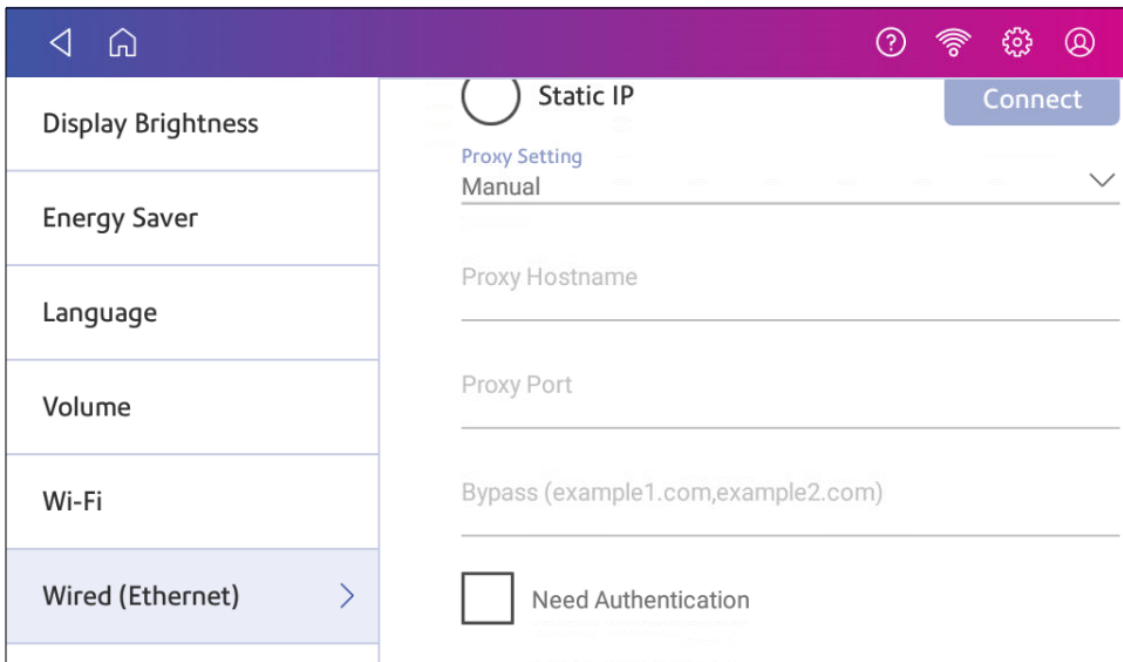 Display Brightness
Energy Saver
Language
Volume
Wi-Fi
Wired (Ethernet)
Static IP
Connect
Proxy Setting
Manual
Proxy Hostname
Proxy Port
Bypass (example1.com,example2.com)
Need Authentication